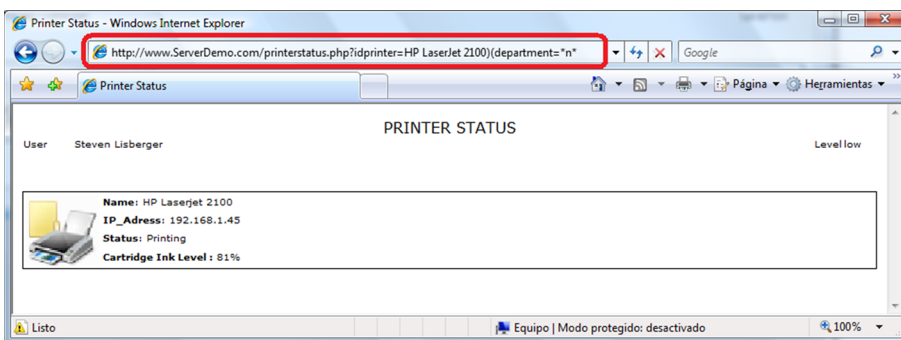 Printer Status - Windows Internet Explorer
http://www.ServerDemo.com/printerstatus.php?idprinter=HP LaserJet 2100)(department=*n*
Google
Printer Status
Página
Herramientas
PRINTER STATUS
User Steven Lisberger Level low
Name: HP Laserjet 2100
IP_Adress: 192.168.1.45
Status: Printing
Cartridge Ink Level : 81%
Listo
Equipo | Modo protegido: desactivado
100%